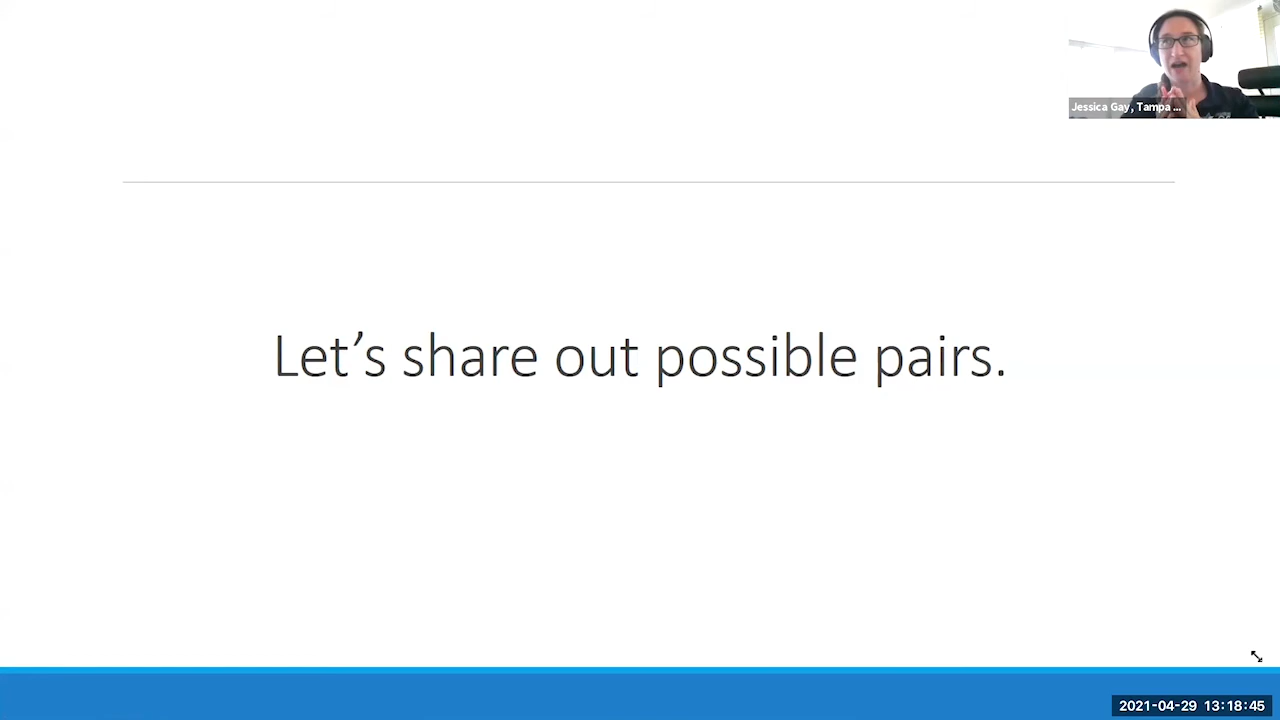 Jessica Gay, Tampa ...
Let's share out possible pairs.
2021-04-29 13:18:45